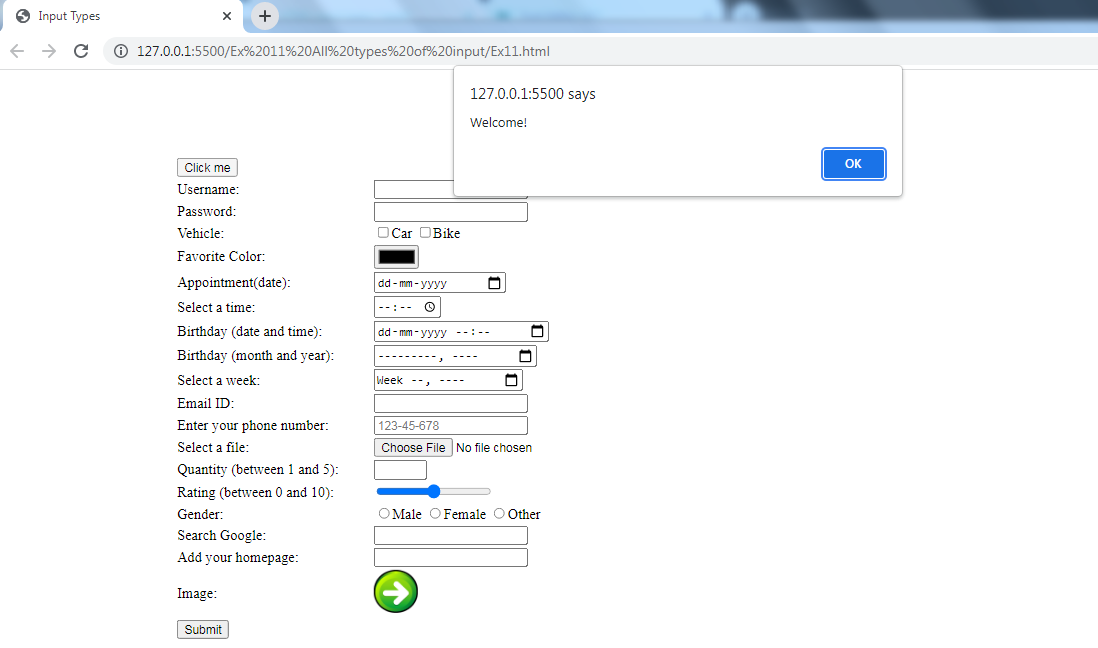 Input Types
127.0.0.1:5500/Ex%2011%20All%20types%20of%20input/Ex11.html
127.0.0.1:5500 says
Welcome!
OK
Click me
Username:
Password:
Vehicle: Car Bike
Favorite Color:
Appointment(date): dd-mm-yyyy
Select a time: --:--
Birthday (date and time): dd-mm-yyyy --:--
Birthday (month and year): ---------, ----
Select a week: Week --, ----
Email ID:
Enter your phone number: 123-45-678
Select a file: Choose File No file chosen
Quantity (between 1 and 5):
Rating (between 0 and 10):
Gender: Male Female Other
Search Google:
Add your homepage:
Image:
Submit